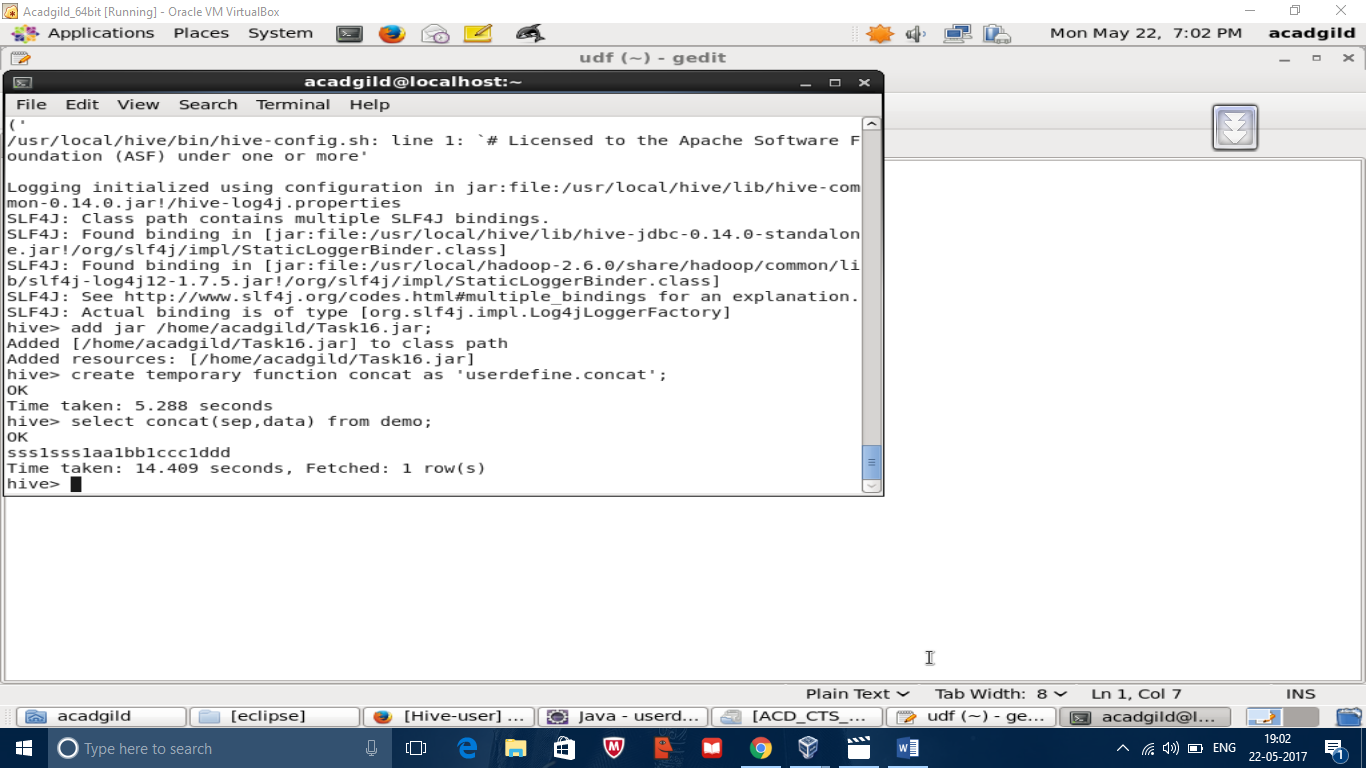 Acadgild_64bit [Running] - Oracle VM VirtualBox
Applications Places System Mon May 22, 7:02 PM acadgild
udf (~) - gedit
acadgild@localhost:~
File Edit View Search Terminal Help
('
/usr/local/hive/bin/hive-config.sh: line 1: `# Licensed to the Apache Software F
oundation (ASF) under one or more'
Logging initialized using configuration in jar:file:/usr/local/hive/lib/hive-com
mon-0.14.0.jar!/hive-log4j.properties
SLF4J: Class path contains multiple SLF4J bindings.
SLF4J: Found binding in [jar:file:/usr/local/hive/lib/hive-jdbc-0.14.0-standalon
e.jar!/org/slf4j/impl/StaticLoggerBinder.class]
SLF4J: Found binding in [jar:file:/usr/local/hadoop-2.6.0/share/hadoop/common/li
b/slf4j-log4j12-1.7.5.jar!/org/slf4j/impl/StaticLoggerBinder.class]
SLF4J: See http://www.slf4j.org/codes.html#multiple_bindings for an explanation.
SLF4J: Actual binding is of type [org.slf4j.impl.Log4jLoggerFactory]
hive> add jar /home/acadgild/Task16.jar;
Added [/home/acadgild/Task16.jar] to class path
Added resources: [/home/acadgild/Task16.jar]
hive> create temporary function concat as 'userdefine.concat';
OK
Time taken: 5.288 seconds
hive> select concat(sep,data) from demo;
OK
sss1sss1aa1bb1ccc1ddd
Time taken: 14.409 seconds, Fetched: 1 row(s)
hive>
Plain Text Tab Width: 8 Ln 1, Col 7 INS
acadgild [eclipse] [Hive-user] ... Java - userd... [ACD_CTS_... udf (~) - ge... acadgild@l...
Type here to search ENG 19:02
22-05-2017 1